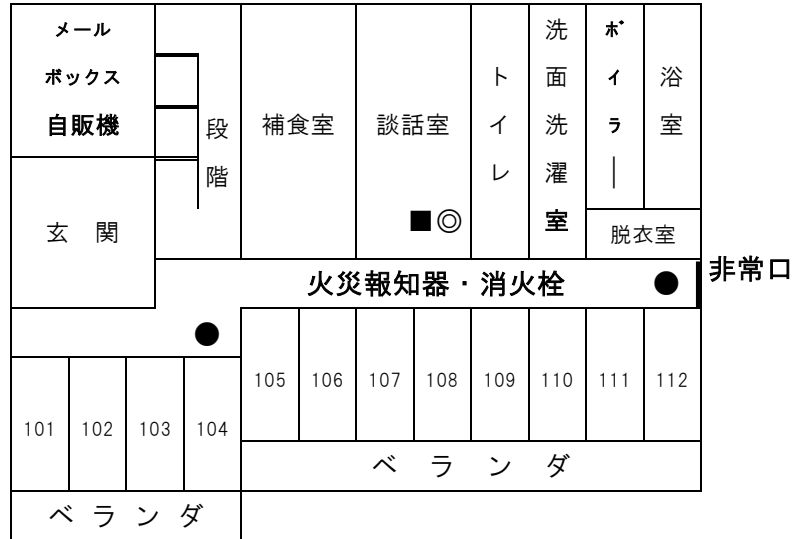 メール
ボックス
自販機
段
階
補食室
談話室
■◎
トイレ
洗面洗濯室
ボイラー
浴室
脱衣室
玄 関
火災報知器・消火栓
●
非常口
●
101
102
103
104
105
106
107
108
109
110
111
112
ベ ラ ン ダ
ベ ラ ン ダ